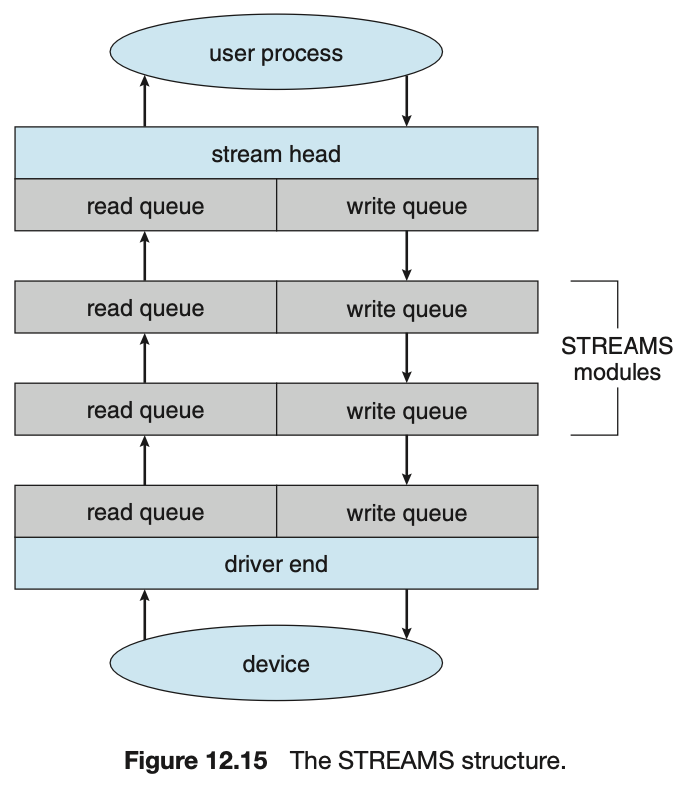 user process
stream head
read queue write queue
read queue write queue
STREAMS
modules
read queue write queue
read queue write queue
driver end
device
Figure 12.15 The STREAMS structure.